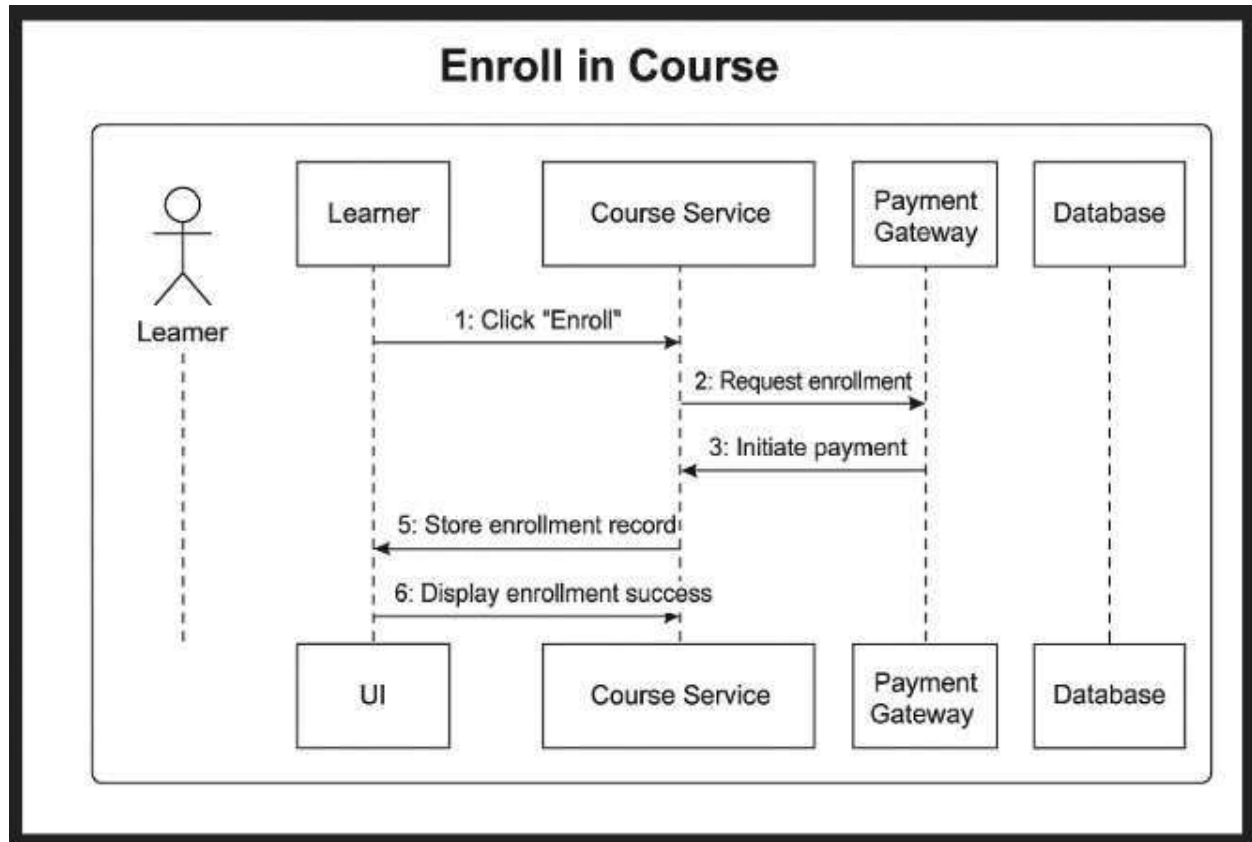 Enroll in Course
Learner
Course Service
Payment
Gateway
Database
Learner
1: Click "Enroll"
2: Request enrollment
3: Initiate payment
5: Store enrollment record
6: Display enrollment success
UI
Course Service
Payment
Gateway
Database